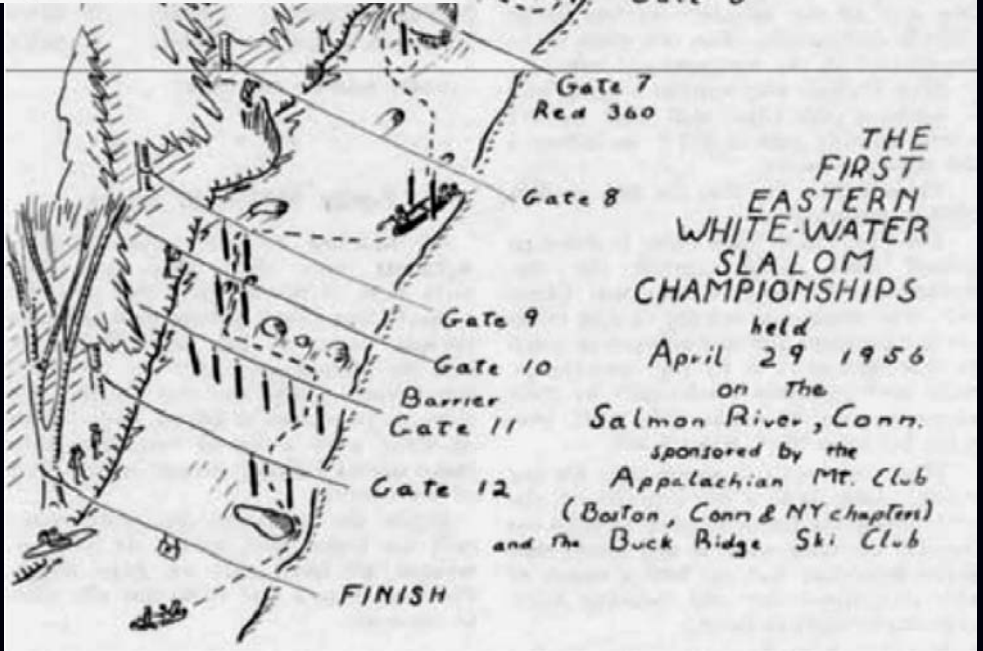 Gate 7
Red 360
Gate 8
Gate 9
Gate 10
Barrier
Gate 11
Gate 12
FINISH
THE
FIRST
EASTERN
WHITE-WATER
SLALOM
CHAMPIONSHIPS
held
April 29 1956
on the
Salmon River, Conn.
sponsored by the
Appalachian Mt. Club
(Boston, Conn & NY chapters)
and the Buck Ridge Ski Club